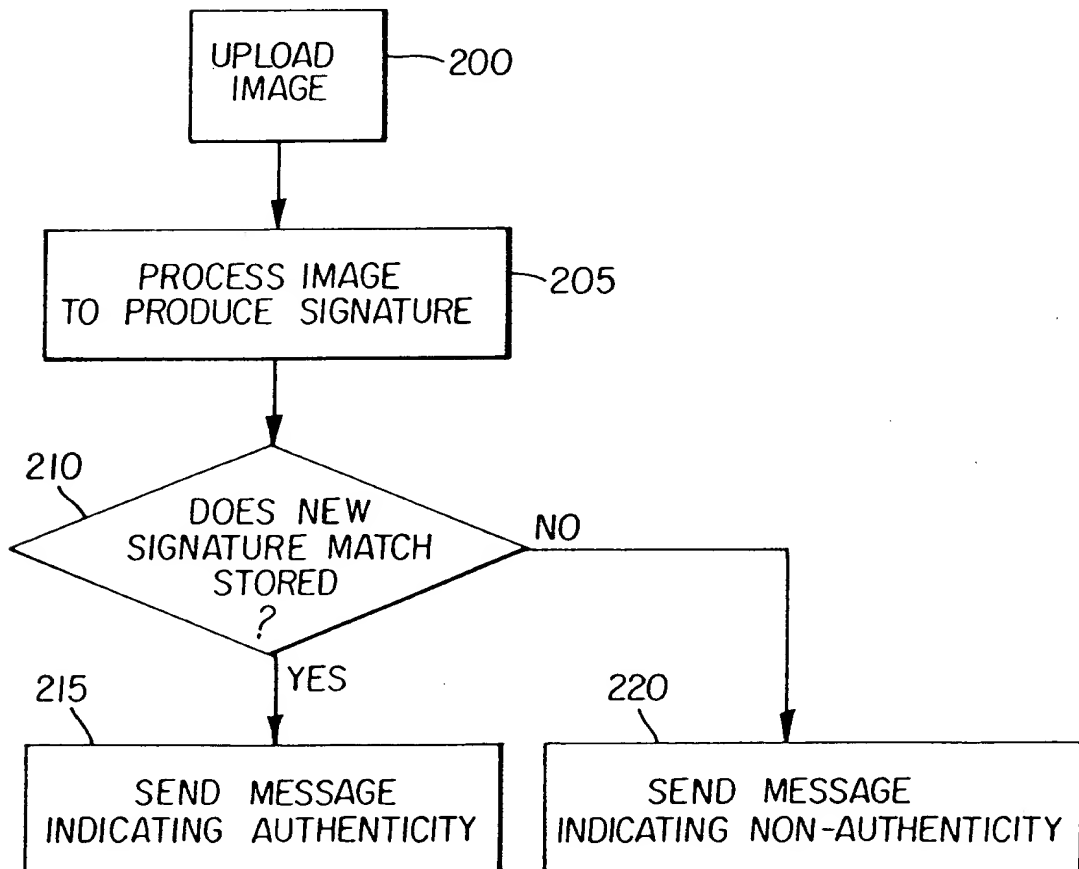 UPLOAD
IMAGE
200
PROCESS IMAGE
TO PRODUCE SIGNATURE
205
210
DOES NEW
SIGNATURE MATCH
STORED
?
NO
YES
215
SEND MESSAGE
INDICATING AUTHENTICITY
220
SEND MESSAGE
INDICATING NON-AUTHENTICITY